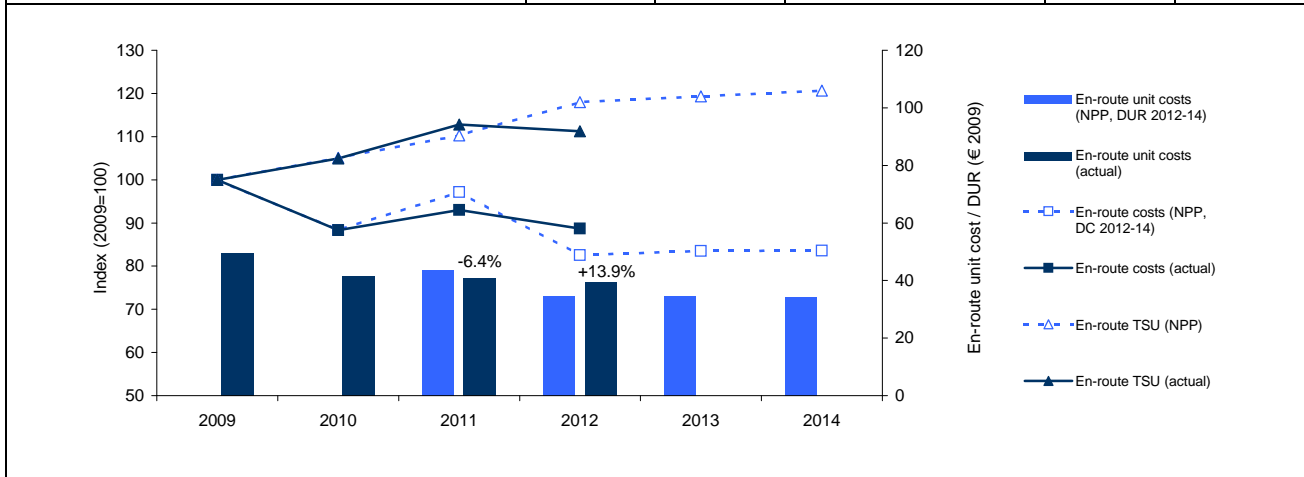 130
120
110
100
90
80
70
60
50
Index (2009=100)
-6.4%
+13.9%
2009 2010 2011 2012 2013 2014
120
100
80
60
40
20
0
En-route unit cost / DUR (€ 2009)
En-route unit costs
(NPP, DUR 2012-14)
En-route unit costs
(actual)
En-route costs (NPP,
DC 2012-14)
En-route costs (actual)
En-route TSU (NPP)
En-route TSU (actual)